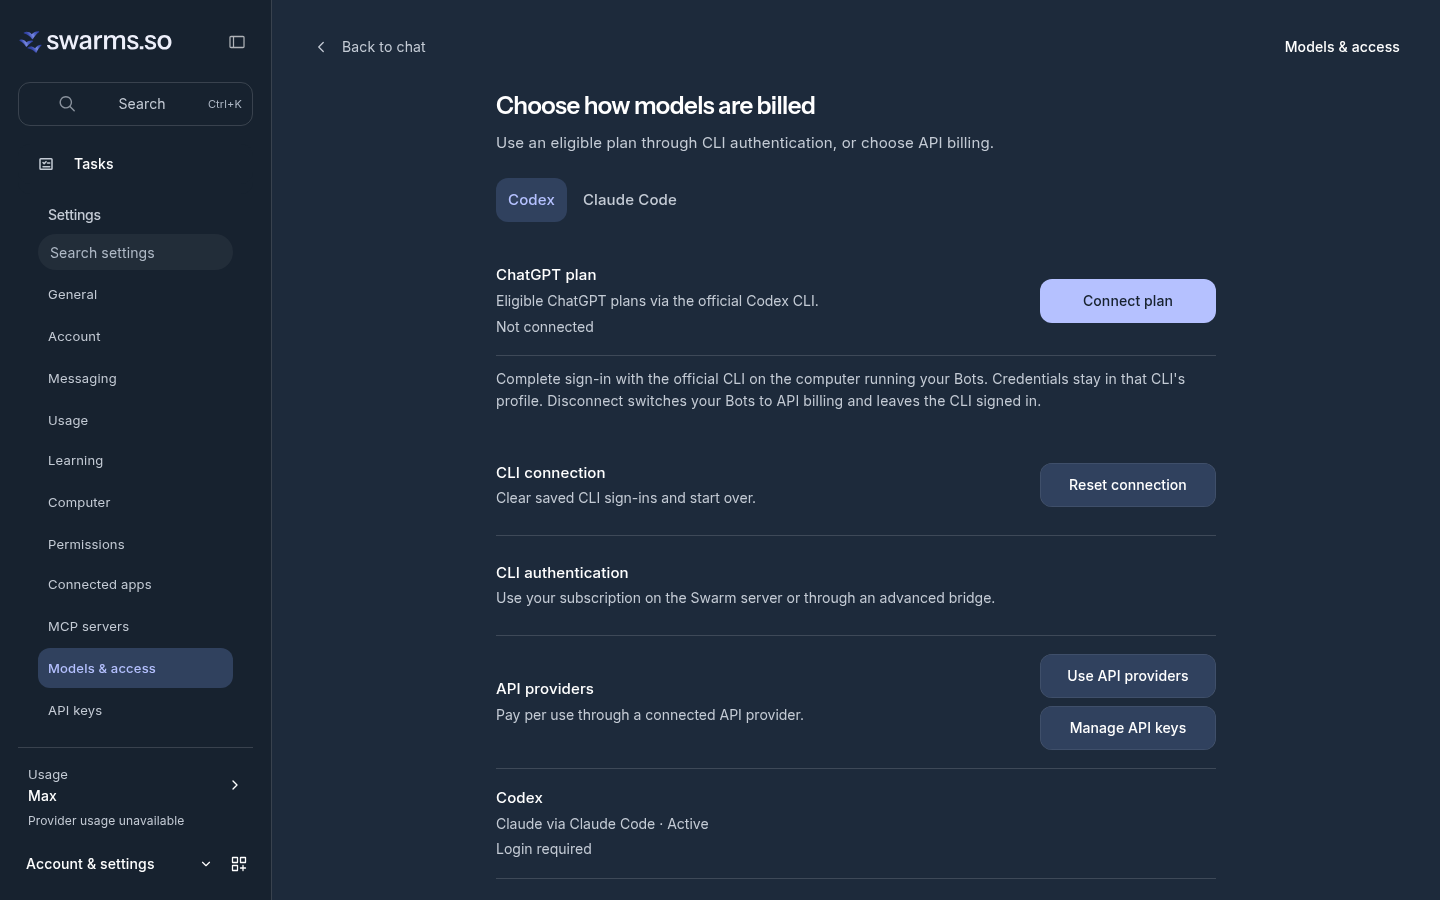 swarms.so
Search
Ctrl+K
Tasks
Settings
Search settings
General
Account
Messaging
Usage
Learning
Computer
Permissions
Connected apps
MCP servers
Models & access
API keys
Usage
Max
Provider usage unavailable
Account & settings
Back to chat
Models & access
Choose how models are billed
Use an eligible plan through CLI authentication, or choose API billing.
Codex
Claude Code
ChatGPT plan
Eligible ChatGPT plans via the official Codex CLI.
Not connected
Connect plan
Complete sign-in with the official CLI on the computer running your Bots. Credentials stay in that CLI's
profile. Disconnect switches your Bots to API billing and leaves the CLI signed in.
CLI connection
Clear saved CLI sign-ins and start over.
Reset connection
CLI authentication
Use your subscription on the Swarm server or through an advanced bridge.
API providers
Pay per use through a connected API provider.
Use API providers
Manage API keys
Codex
Claude via Claude Code · Active
Login required